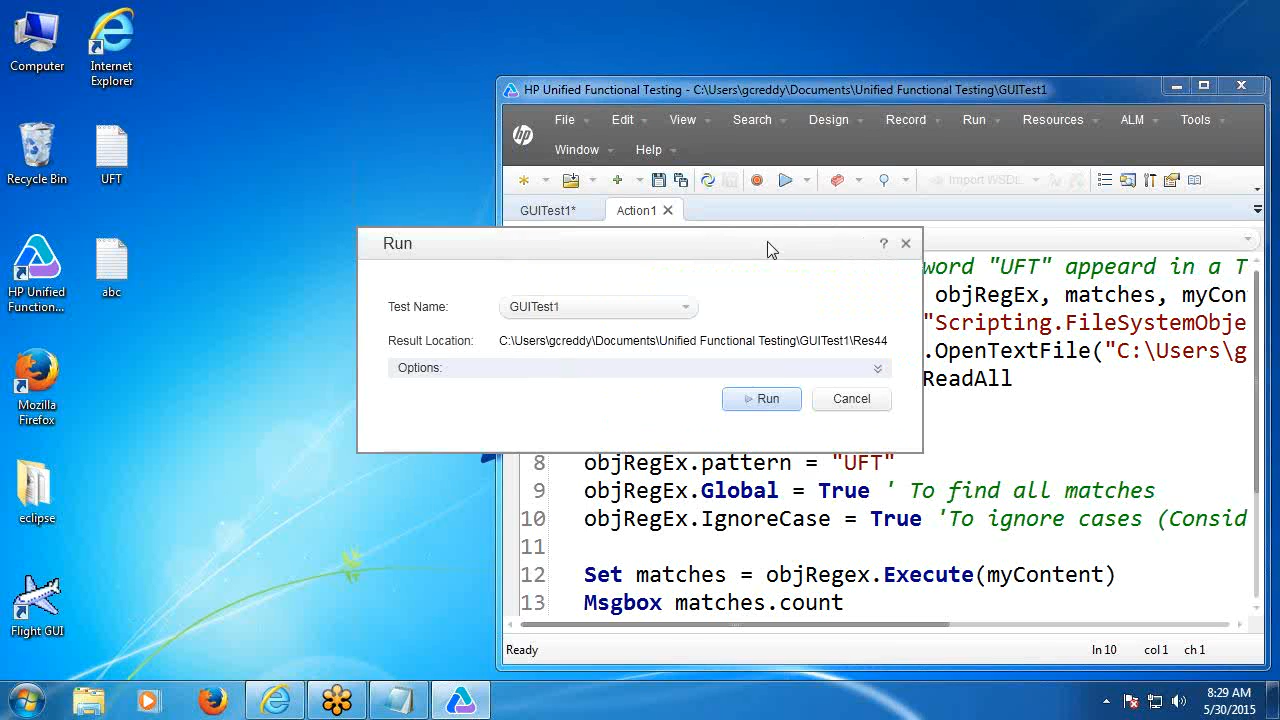 Computer
Internet
Explorer
Recycle Bin
UFT
HP Unified
Function...
abc
Mozilla
Firefox
eclipse
Flight GUI
HP Unified Functional Testing - C:\Users\gcreddy\Documents\Unified Functional Testing\GUITest1
hp
File Edit View Search Design Record Run Resources ALM Tools
Window Help
Import WSDL
GUITest1* Action1
word "UFT" appeard in a T
objRegEx, matches, myCon
"Scripting.FileSystemObje
.OpenTextFile("C:\Users\g
ReadAll
Run ?
Test Name: GUITest1
Result Location: C:\Users\gcreddy\Documents\Unified Functional Testing\GUITest1\Res44
Options:
Run Cancel
8 objRegEx.pattern = "UFT"
9 objRegEx.Global = True ' To find all matches
10 objRegEx.IgnoreCase = True 'To ignore cases (Consid
11
12 Set matches = objRegex.Execute(myContent)
13 Msgbox matches.count
Ready ln 10 col 1 ch 1
8:29 AM
5/30/2015